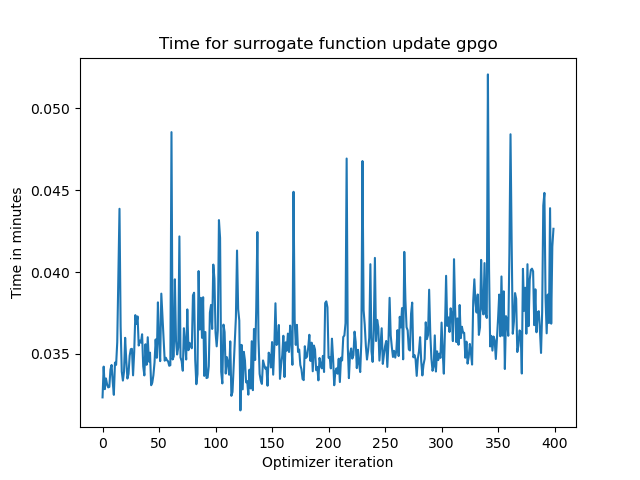 Time for surrogate function update gpgo
0.050
0.045
0.040
0.035
Time in minutes
0 50 100 150 200 250 300 350 400
Optimizer iteration